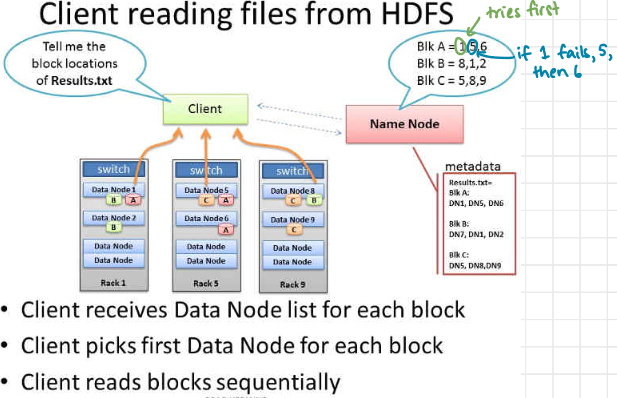 Client reading files from HDFS
tries first
Tell me the
block locations
of Results.txt
Blk A = 1,5,6
Blk B = 8,1,2
Blk C = 5,8,9
if 1 fails, 5,
then 6
Client
Name Node
metadata
Results.txt=
Blk A:
DN1, DN5, DN6
Blk B:
DN7, DN1, DN2
Blk C:
DN5, DN8,DN9
switch
Data Node 1
B A
Data Node 2
B
Data Node
Data Node
Rack 1
switch
Data Node 5
C A
Data Node 6
A
Data Node
Data Node
Rack 5
switch
Data Node 8
C B
Data Node 9
C
Data Node
Data Node
Rack 9
• Client receives Data Node list for each block
• Client picks first Data Node for each block
• Client reads blocks sequentially